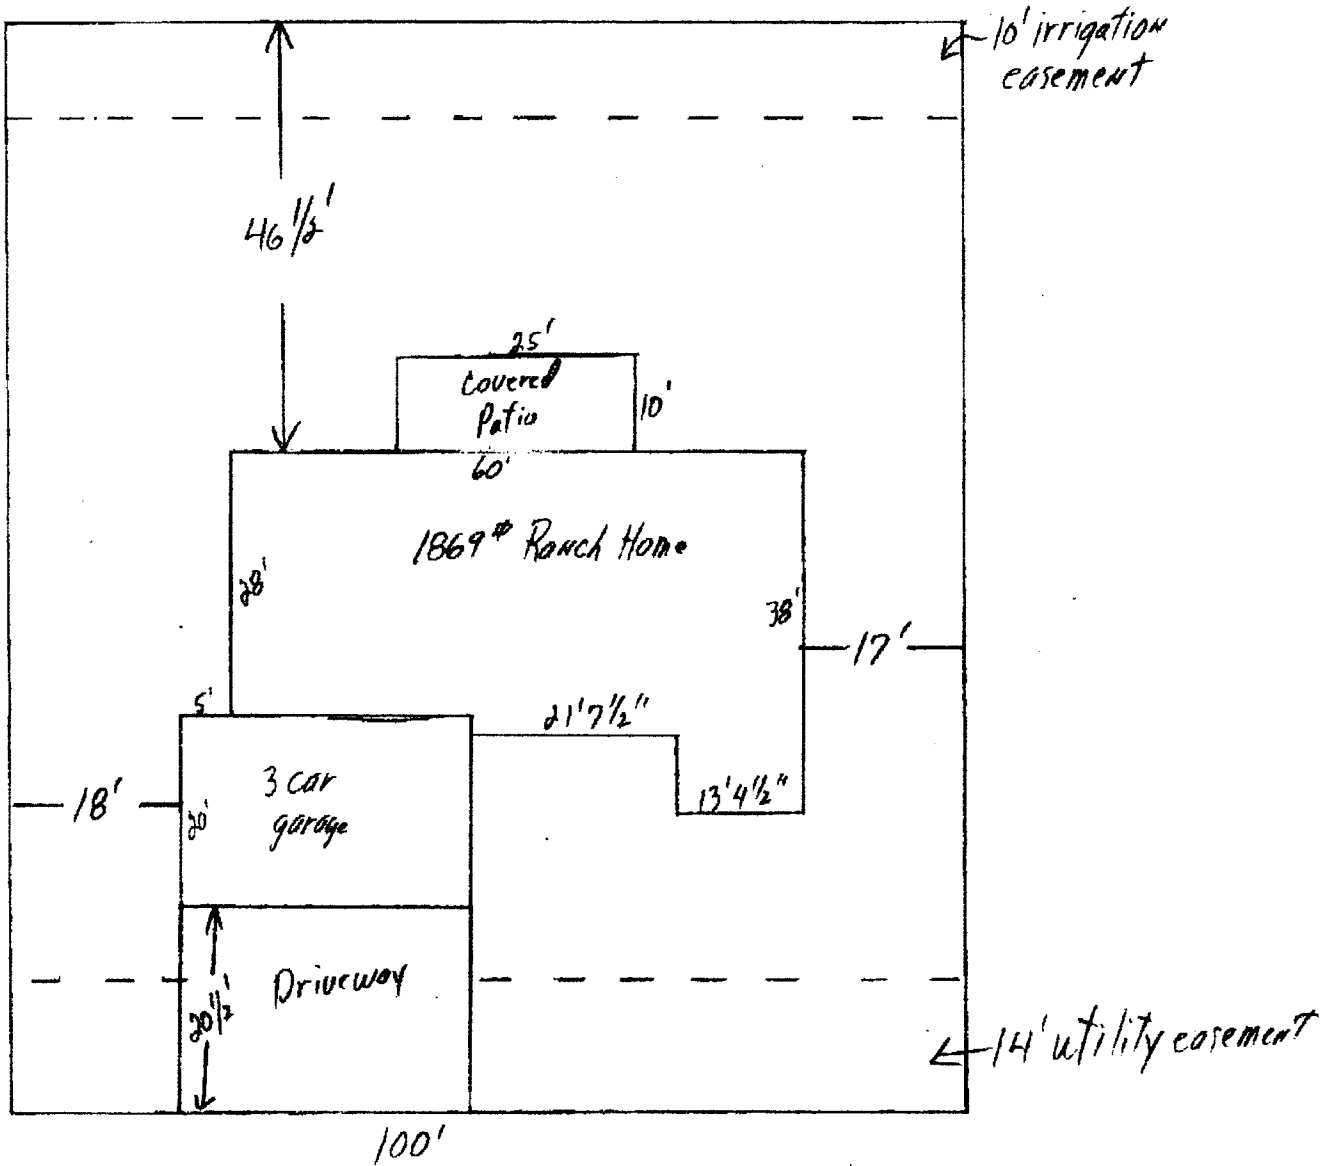 10' irrigation
easement
46 1/2'
25'
Covered
Patio
10'
60'
1869# Ranch Home
28'
38'
17'
5'
21' 7 1/2"
3 car
garage
13' 4 1/2"
18'
20'
Driveway
20 1/2'
14' utility easement
100'